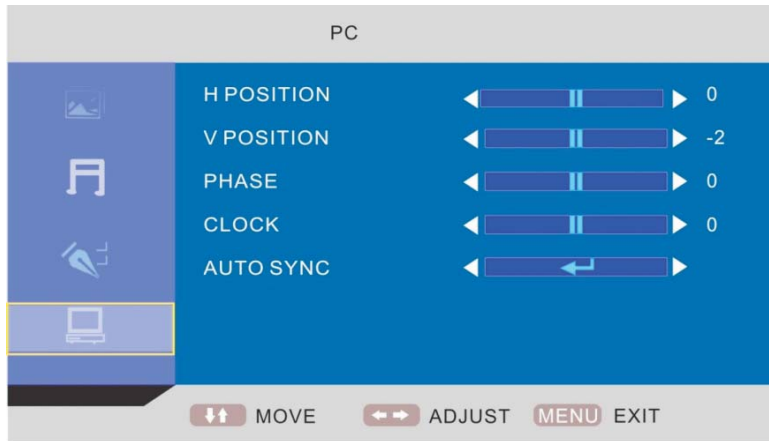 PC
H POSITION 0
V POSITION -2
PHASE 0
CLOCK 0
AUTO SYNC
MOVE ADJUST MENU EXIT